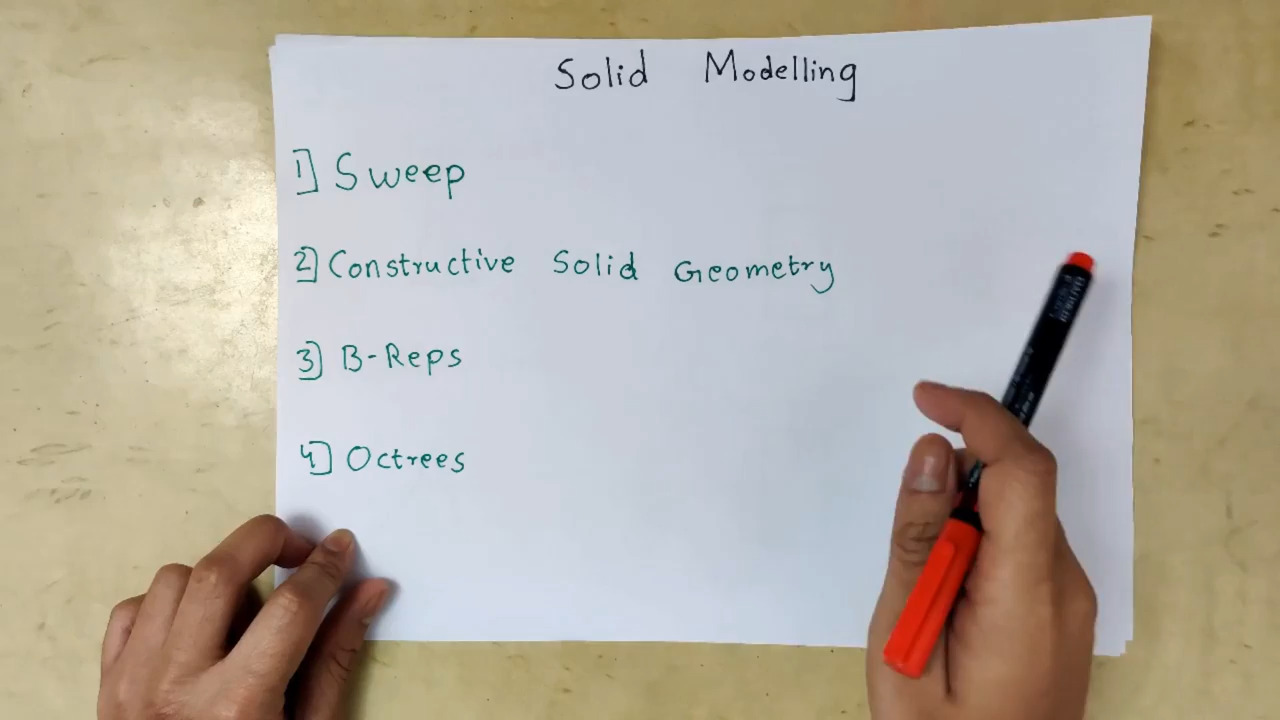 Solid Modelling
1] Sweep
2] Constructive Solid Geometry
3] B-Reps
4] Octrees